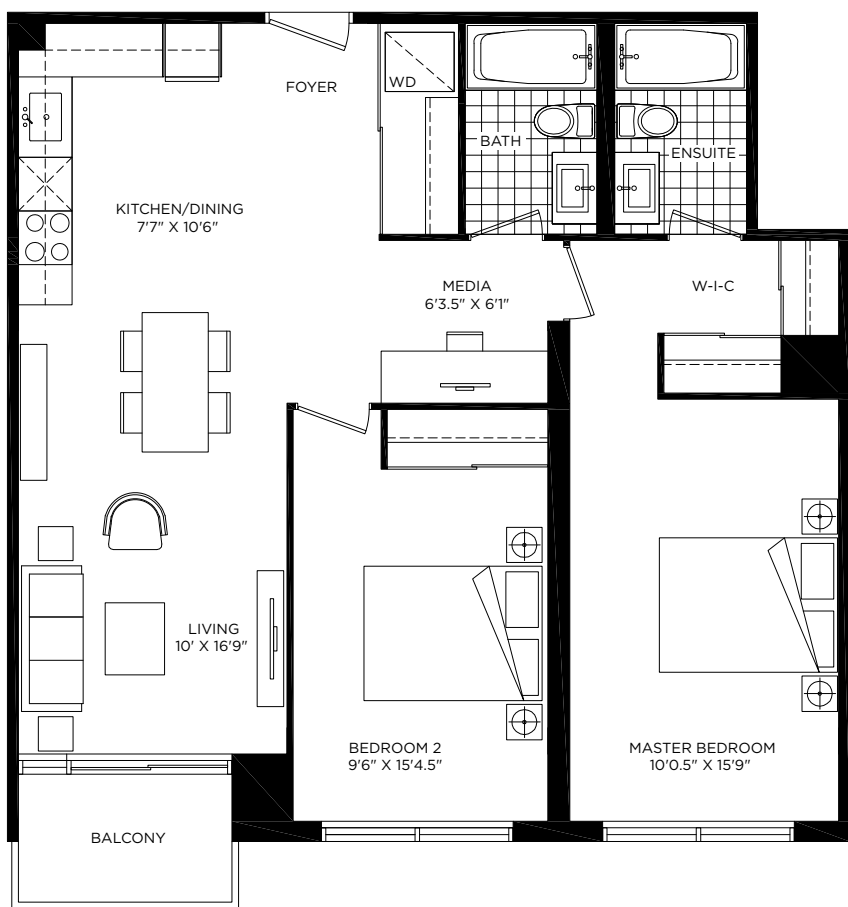 FOYER
WD
BATH
ENSUITE
KITCHEN/DINING
7'7" X 10'6"
MEDIA
6'3.5" X 6'1"
W-I-C
LIVING
10' X 16'9"
BEDROOM 2
9'6" X 15'4.5"
MASTER BEDROOM
10'0.5" X 15'9"
BALCONY